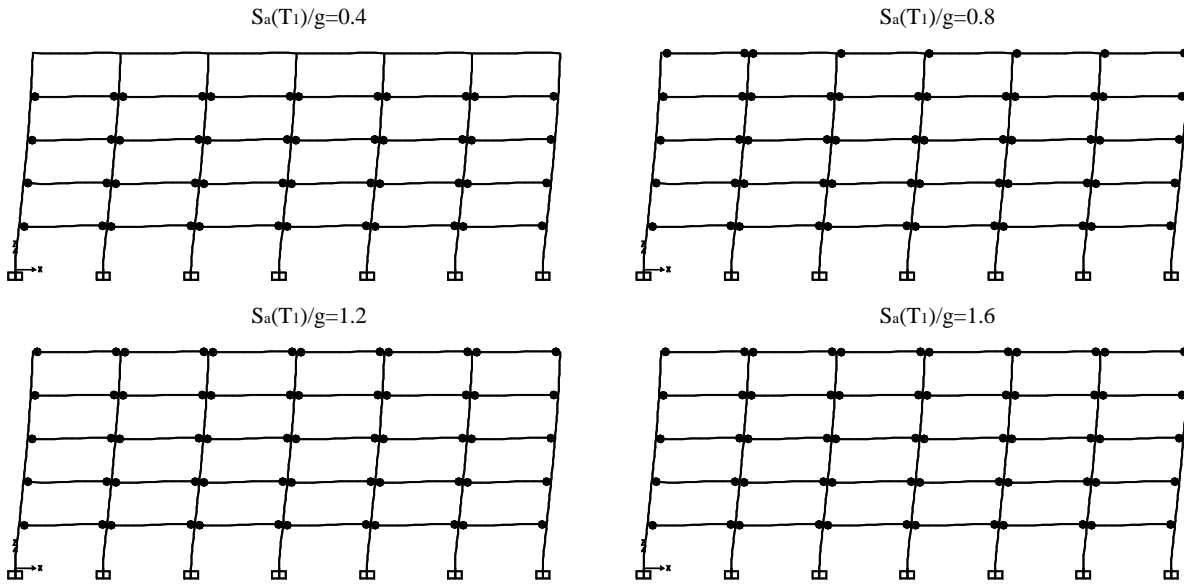 Sa(T1)/g=0.4
Sa(T1)/g=0.8
Z
X
Z
X
Sa(T1)/g=1.2
Sa(T1)/g=1.6
Z
X
Z
X